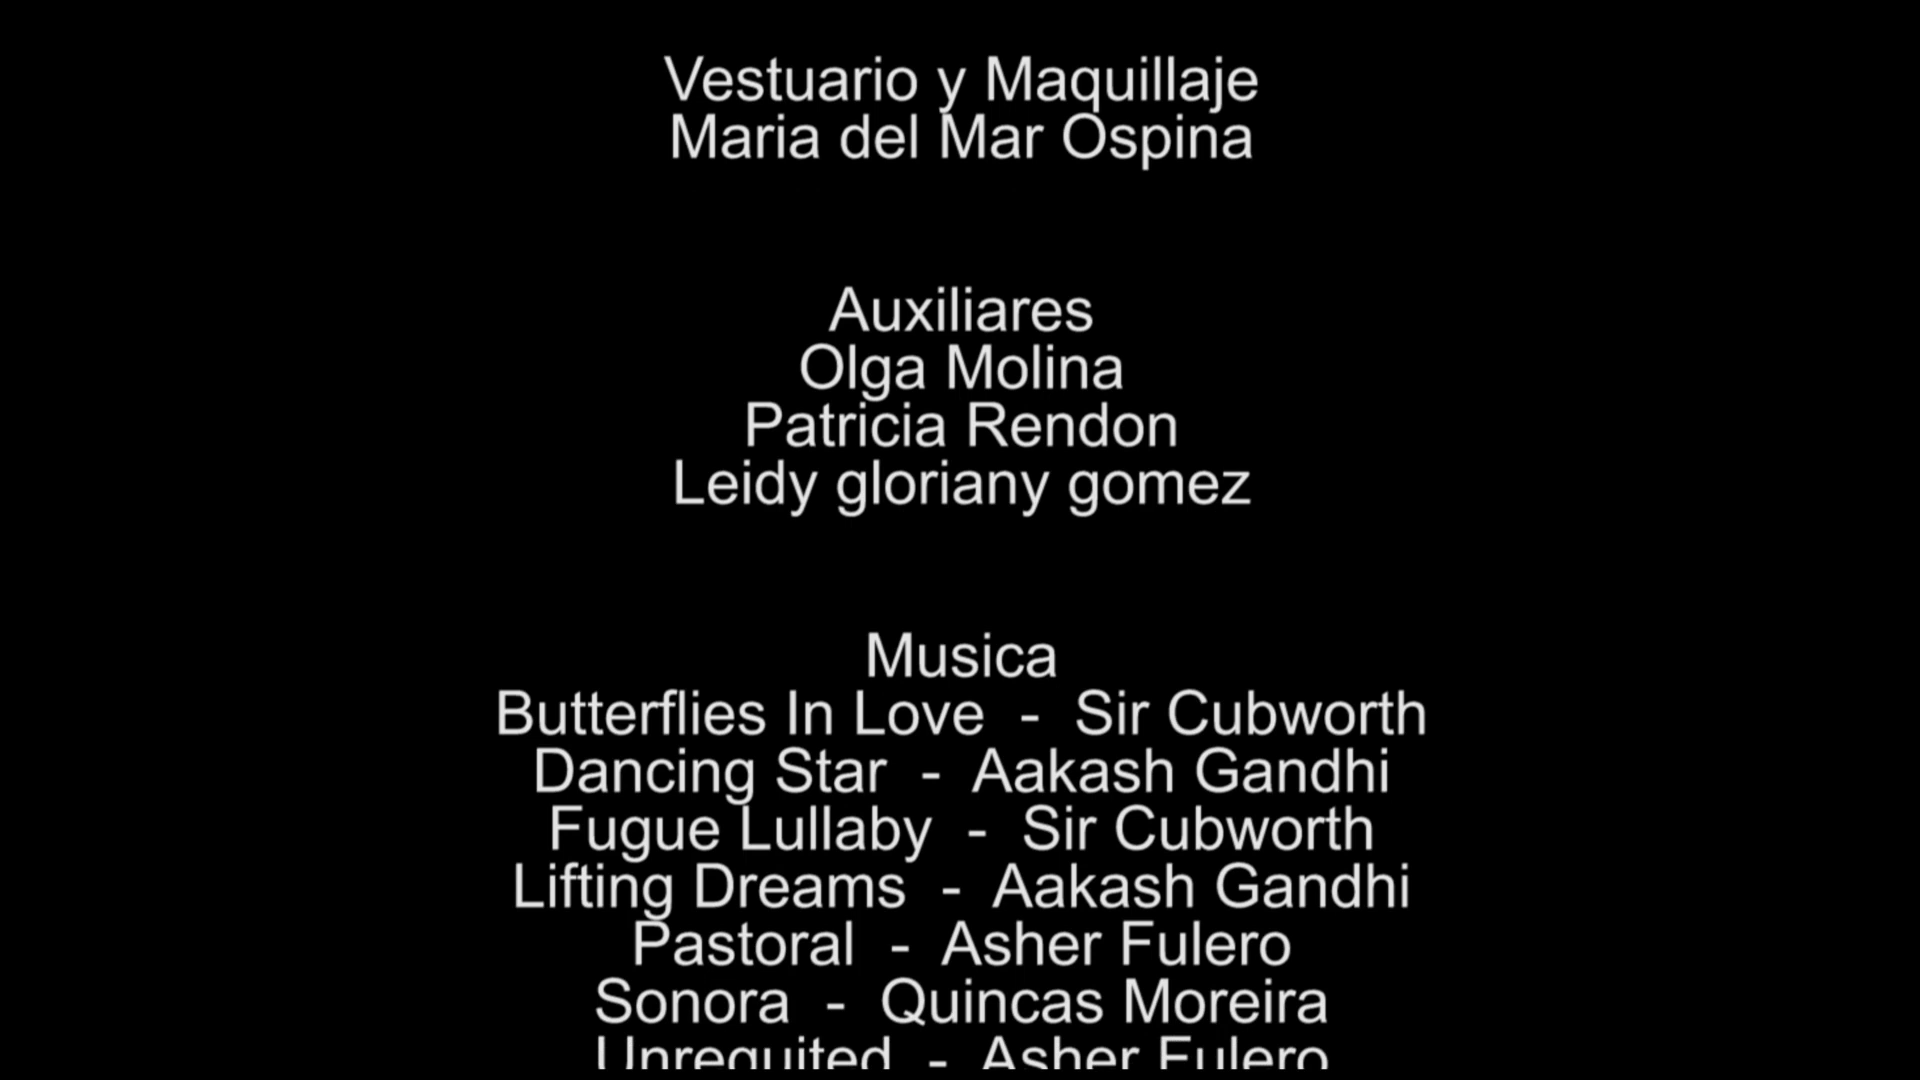 Vestuario y Maquillaje
Maria del Mar Ospina
Auxiliares
Olga Molina
Patricia Rendon
Leidy gloriany gomez
Musica
Butterflies In Love - Sir Cubworth
Dancing Star - Aakash Gandhi
Fugue Lullaby - Sir Cubworth
Lifting Dreams - Aakash Gandhi
Pastoral - Asher Fulero
Sonora - Quincas Moreira
Unrequited - Asher Fulero